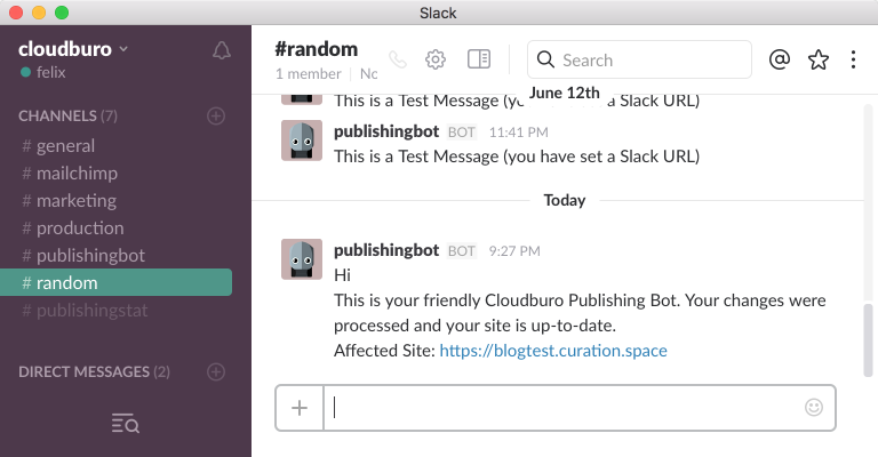 Slack
cloudburo
felix
CHANNELS (7)
# general
# mailchimp
# marketing
# production
# publishingbot
# random
# publishingstat
DIRECT MESSAGES (2)
#random
1 member | Nc
Search
This is a Test Message (yc
June 12th
a Slack URL)
publishingbot BOT 11:41 PM
This is a Test Message (you have set a Slack URL)
Today
publishingbot BOT 9:27 PM
Hi
This is your friendly Cloudburo Publishing Bot. Your changes were
processed and your site is up-to-date.
Affected Site: https://blogtest.curation.space